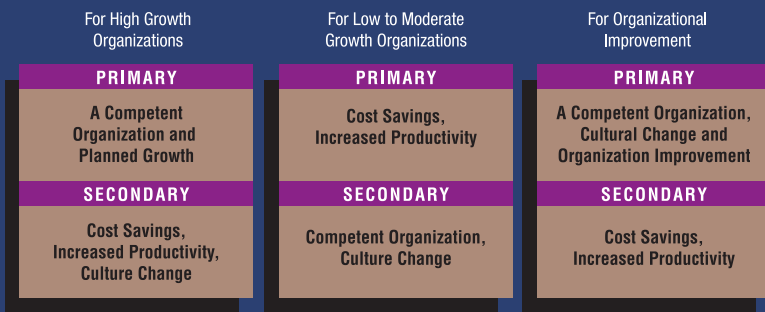 For High Growth
Organizations
PRIMARY
A Competent
Organization and
Planned Growth
SECONDARY
Cost Savings,
Increased Productivity,
Culture Change
For Low to Moderate
Growth Organizations
PRIMARY
Cost Savings,
Increased Productivity
SECONDARY
Competent Organization,
Culture Change
For Organizational
Improvement
PRIMARY
A Competent Organization,
Cultural Change and
Organization Improvement
SECONDARY
Cost Savings,
Increased Productivity